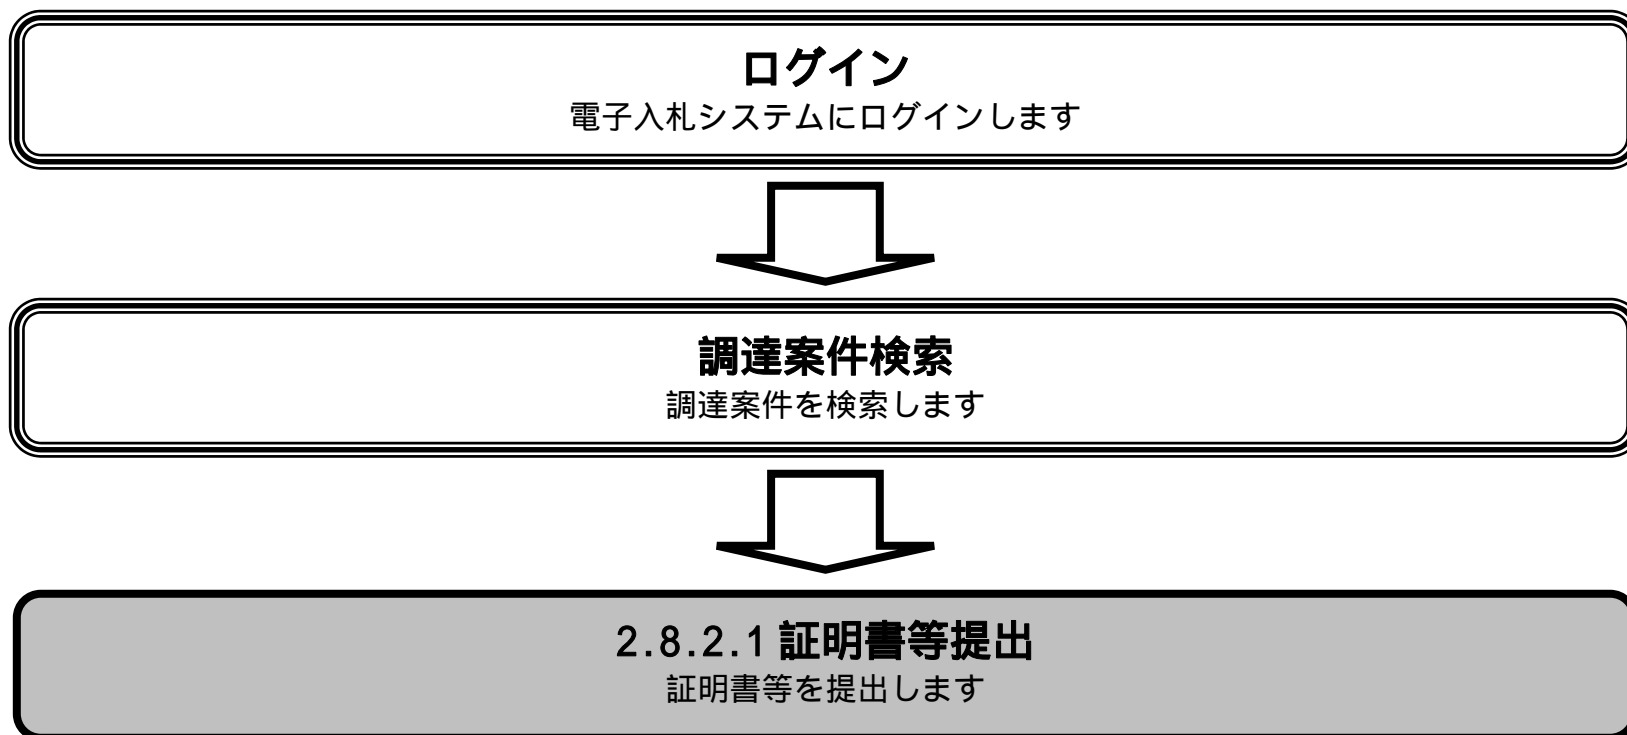 ログイン
電子入札システムにログインします
調達案件検索
調達案件を検索します
2.8.2.1 証明書等提出
証明書等を提出します